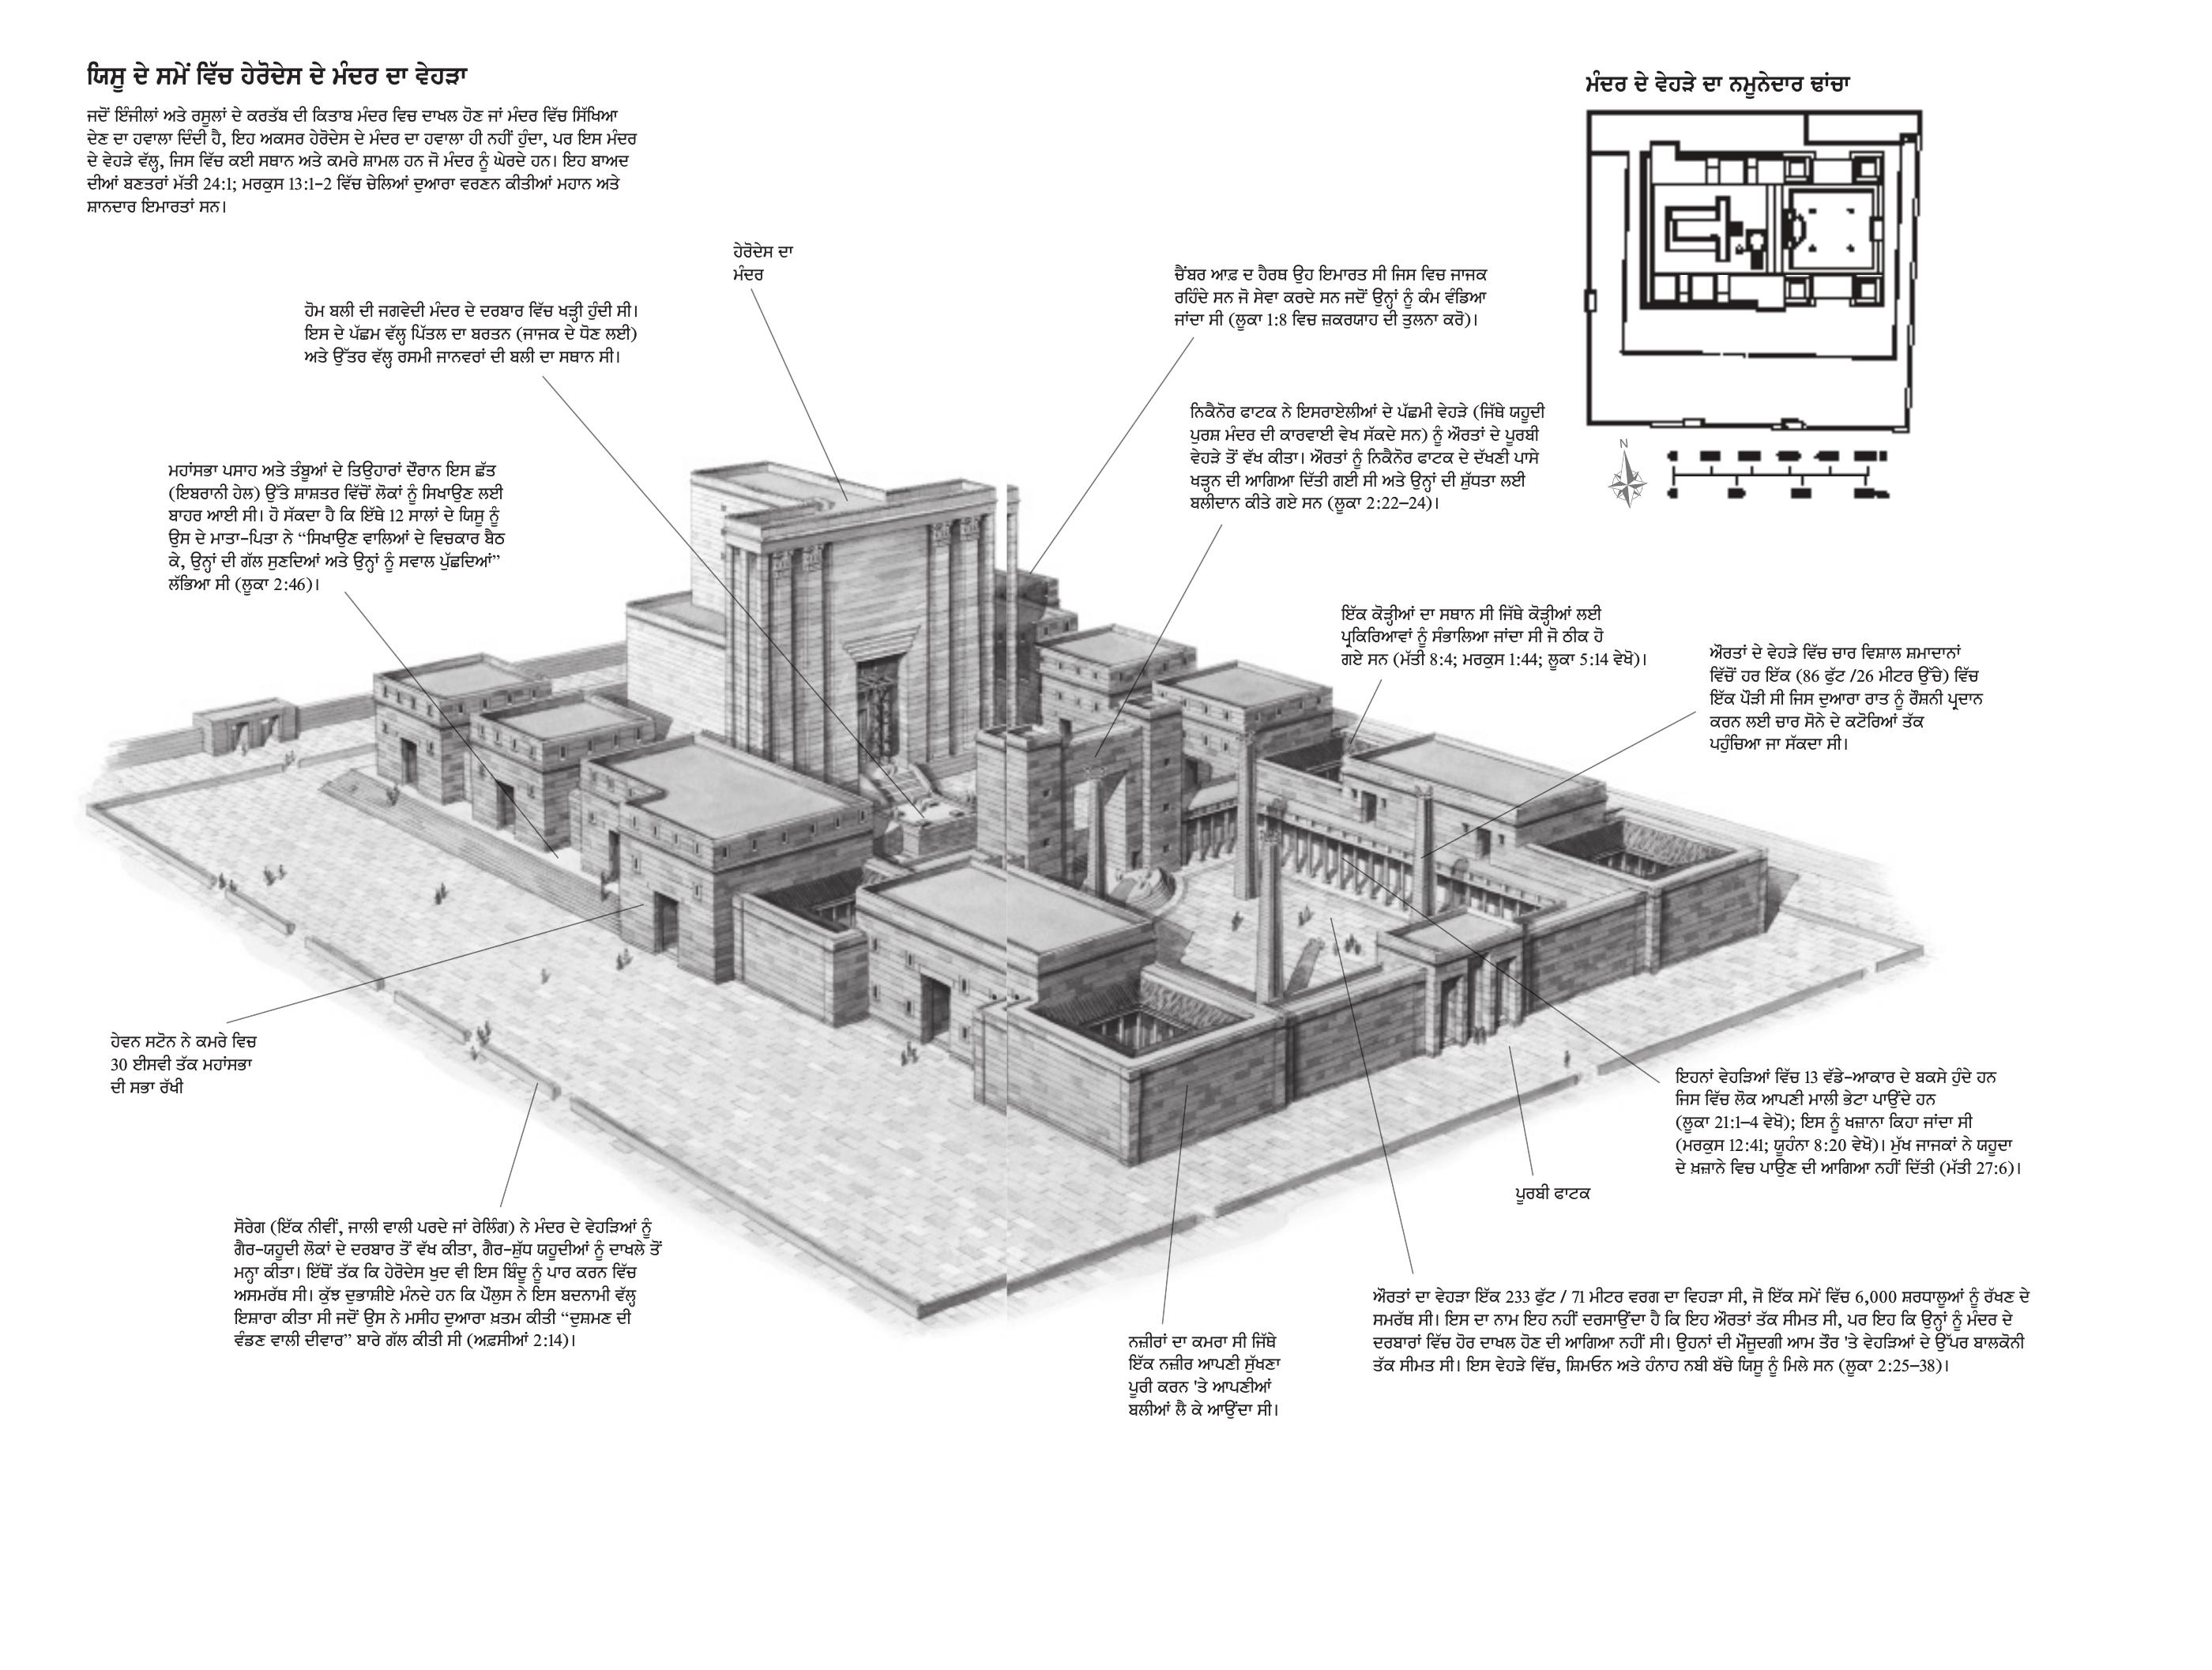 ਯਿਸੂ ਦੇ ਸਮੇਂ ਵਿੱਚ ਹੇਰੋਦੇਸ ਦੇ ਮੰਦਰ ਦਾ ਵੇਹੜਾ
ਜਦੋਂ ਇੰਜੀਲਾਂ ਅਤੇ ਰਸੂਲਾਂ ਦੇ ਕਰਤੱਬ ਦੀ ਕਿਤਾਬ ਮੰਦਰ ਵਿਚ ਦਾਖਲ ਹੋਣ ਜਾਂ ਮੰਦਰ ਵਿੱਚ ਸਿੱਖਿਆ
ਦੇਣ ਦਾ ਹਵਾਲਾ ਦਿੰਦੀ ਹੈ, ਇਹ ਅਕਸਰ ਹੇਰੋਦੇਸ ਦੇ ਮੰਦਰ ਦਾ ਹਵਾਲਾ ਹੀ ਨਹੀਂ ਹੁੰਦਾ, ਪਰ ਇਸ ਮੰਦਰ
ਦੇ ਵੇਹੜੇ ਵੱਲ੍ਹ, ਜਿਸ ਵਿੱਚ ਕਈ ਸਥਾਨ ਅਤੇ ਕਮਰੇ ਸ਼ਾਮਲ ਹਨ ਜੋ ਮੰਦਰ ਨੂੰ ਘੇਰਦੇ ਹਨ। ਇਹ ਬਾਅਦ
ਦੀਆਂ ਬਣਤਰਾਂ ਮੱਤੀ 24:1; ਮਰਕੁਸ 13:1–2 ਵਿੱਚ ਚੇਲਿਆਂ ਦੁਆਰਾ ਵਰਣਨ ਕੀਤੀਆਂ ਮਹਾਨ ਅਤੇ
ਸ਼ਾਨਦਾਰ ਇਮਾਰਤਾਂ ਸਨ।
ਮੰਦਰ ਦੇ ਵੇਹੜੇ ਦਾ ਨਮੂਨੇਦਾਰ ਢਾਂਚਾ
N
ਹੇਰੋਦੇਸ ਦਾ
ਮੰਦਰ
ਹੋਮ ਬਲੀ ਦੀ ਜਗਵੇਦੀ ਮੰਦਰ ਦੇ ਦਰਬਾਰ ਵਿੱਚ ਖੜ੍ਹੀ ਹੁੰਦੀ ਸੀ।
ਇਸ ਦੇ ਪੱਛਮ ਵੱਲ੍ਹ ਪਿੱਤਲ ਦਾ ਬਰਤਨ (ਜਾਜਕ ਦੇ ਧੋਣ ਲਈ)
ਅਤੇ ਉੱਤਰ ਵੱਲ੍ਹ ਰਸਮੀ ਜਾਨਵਰਾਂ ਦੀ ਬਲੀ ਦਾ ਸਥਾਨ ਸੀ।
ਚੈਂਬਰ ਆਫ਼ ਦ ਹੈਰਥ ਉਹ ਇਮਾਰਤ ਸੀ ਜਿਸ ਵਿਚ ਜਾਜਕ
ਰਹਿੰਦੇ ਸਨ ਜੋ ਸੇਵਾ ਕਰਦੇ ਸਨ ਜਦੋਂ ਉਨ੍ਹਾਂ ਨੂੰ ਕੰਮ ਵੰਡਿਆ
ਜਾਂਦਾ ਸੀ (ਲੂਕਾ 1:8 ਵਿਚ ਜ਼ਕਰਯਾਹ ਦੀ ਤੁਲਨਾ ਕਰੋ)।
ਨਿਕੈਨੋਰ ਫਾਟਕ ਨੇ ਇਸਰਾਏਲੀਆਂ ਦੇ ਪੱਛਮੀ ਵੇਹੜੇ (ਜਿੱਥੇ ਯਹੂਦੀ
ਪੁਰਸ਼ ਮੰਦਰ ਦੀ ਕਾਰਵਾਈ ਵੇਖ ਸੱਕਦੇ ਸਨ) ਨੂੰ ਔਰਤਾਂ ਦੇ ਪੂਰਬੀ
ਵੇਹੜੇ ਤੋਂ ਵੱਖ ਕੀਤਾ। ਔਰਤਾਂ ਨੂੰ ਨਿਕੈਨੋਰ ਫਾਟਕ ਦੇ ਦੱਖਣੀ ਪਾਸੇ
ਖੜ੍ਹਨ ਦੀ ਆਗਿਆ ਦਿੱਤੀ ਗਈ ਸੀ ਅਤੇ ਉਨ੍ਹਾਂ ਦੀ ਸ਼ੁੱਧਤਾ ਲਈ
ਬਲੀਦਾਨ ਕੀਤੇ ਗਏ ਸਨ (ਲੂਕਾ 2:22–24)।
ਮਹਾਂਸਭਾ ਪਸਾਹ ਅਤੇ ਤੰਬੂਆਂ ਦੇ ਤਿਉਹਾਰਾਂ ਦੌਰਾਨ ਇਸ ਛੱਤ
(ਇਬਰਾਨੀ ਹੇਲ) ਉੱਤੇ ਸ਼ਾਸ਼ਤਰ ਵਿੱਚੋਂ ਲੋਕਾਂ ਨੂੰ ਸਿਖਾਉਣ ਲਈ
ਬਾਹਰ ਆਈ ਸੀ। ਹੋ ਸੱਕਦਾ ਹੈ ਕਿ ਇੱਥੇ 12 ਸਾਲਾਂ ਦੇ ਯਿਸੂ ਨੂੰ
ਉਸ ਦੇ ਮਾਤਾ-ਪਿਤਾ ਨੇ “ਸਿਖਾਉਣ ਵਾਲਿਆਂ ਦੇ ਵਿਚਕਾਰ ਬੈਠ
ਕੇ, ਉਨ੍ਹਾਂ ਦੀ ਗੱਲ ਸੁਣਦਿਆਂ ਅਤੇ ਉਨ੍ਹਾਂ ਨੂੰ ਸਵਾਲ ਪੁੱਛਦਿਆਂ”
ਲੱਭਿਆ ਸੀ (ਲੂਕਾ 2:46)।
ਇੱਕ ਕੋੜ੍ਹੀਆਂ ਦਾ ਸਥਾਨ ਸੀ ਜਿੱਥੇ ਕੋੜ੍ਹੀਆਂ ਲਈ
ਪ੍ਰਕਿਰਿਆਵਾਂ ਨੂੰ ਸੰਭਾਲਿਆ ਜਾਂਦਾ ਸੀ ਜੋ ਠੀਕ ਹੋ
ਗਏ ਸਨ (ਮੱਤੀ 8:4; ਮਰਕੁਸ 1:44; ਲੂਕਾ 5:14 ਵੇਖੋ)।
ਔਰਤਾਂ ਦੇ ਵੇਹੜੇ ਵਿੱਚ ਚਾਰ ਵਿਸ਼ਾਲ ਸ਼ਮਾਦਾਨਾਂ
ਵਿੱਚੋਂ ਹਰ ਇੱਕ (86 ਫੁੱਟ /26 ਮੀਟਰ ਉੱਚੇ) ਵਿੱਚ
ਇੱਕ ਪੌੜੀ ਸੀ ਜਿਸ ਦੁਆਰਾ ਰਾਤ ਨੂੰ ਰੌਸ਼ਨੀ ਪ੍ਰਦਾਨ
ਕਰਨ ਲਈ ਚਾਰ ਸੋਨੇ ਦੇ ਕਟੋਰਿਆਂ ਤੱਕ
ਪਹੁੰਚਿਆ ਜਾ ਸੱਕਦਾ ਸੀ।
ਹੇਵਨ ਸਟੋਨ ਨੇ ਕਮਰੇ ਵਿਚ
30 ਈਸਵੀ ਤੱਕ ਮਹਾਂਸਭਾ
ਦੀ ਸਭਾ ਰੱਖੀ
ਇਹਨਾਂ ਵੇਹੜਿਆਂ ਵਿੱਚ 13 ਵੱਡੇ-ਆਕਾਰ ਦੇ ਬਕਸੇ ਹੁੰਦੇ ਹਨ
ਜਿਸ ਵਿੱਚ ਲੋਕ ਆਪਣੀ ਮਾਲੀ ਭੇਟਾ ਪਾਉਂਦੇ ਹਨ
(ਲੂਕਾ 21:1–4 ਵੇਖੋ); ਇਸ ਨੂੰ ਖਜ਼ਾਨਾ ਕਿਹਾ ਜਾਂਦਾ ਸੀ
(ਮਰਕੁਸ 12:41; ਯੂਹੰਨਾ 8:20 ਵੇਖੋ)। ਮੁੱਖ ਜਾਜਕਾਂ ਨੇ ਯਹੂਦਾ
ਦੇ ਖ਼ਜ਼ਾਨੇ ਵਿਚ ਪਾਉਣ ਦੀ ਆਗਿਆ ਨਹੀਂ ਦਿੱਤੀ (ਮੱਤੀ 27:6)।
ਪੂਰਬੀ ਫਾਟਕ
ਸੋਰੇਗ (ਇੱਕ ਨੀਵੀਂ, ਜਾਲੀ ਵਾਲੀ ਪਰਦੇ ਜਾਂ ਰੇਲਿੰਗ) ਨੇ ਮੰਦਰ ਦੇ ਵੇਹੜਿਆਂ ਨੂੰ
ਗੈਰ-ਯਹੂਦੀ ਲੋਕਾਂ ਦੇ ਦਰਬਾਰ ਤੋਂ ਵੱਖ ਕੀਤਾ, ਗੈਰ-ਸ਼ੁੱਧ ਯਹੂਦੀਆਂ ਨੂੰ ਦਾਖਲੇ ਤੋਂ
ਮਨ੍ਹਾ ਕੀਤਾ। ਇੱਥੋਂ ਤੱਕ ਕਿ ਹੇਰੋਦੇਸ ਖੁਦ ਵੀ ਇਸ ਬਿੰਦੂ ਨੂੰ ਪਾਰ ਕਰਨ ਵਿੱਚ
ਅਸਮਰੱਥ ਸੀ। ਕੁੱਝ ਦੁਭਾਸ਼ੀਏ ਮੰਨਦੇ ਹਨ ਕਿ ਪੌਲੁਸ ਨੇ ਇਸ ਬਦਨਾਮੀ ਵੱਲ੍ਹ
ਇਸ਼ਾਰਾ ਕੀਤਾ ਸੀ ਜਦੋਂ ਉਸ ਨੇ ਮਸੀਹ ਦੁਆਰਾ ਖ਼ਤਮ ਕੀਤੀ “ਦੁਸ਼ਮਣ ਦੀ
ਵੰਡਣ ਵਾਲੀ ਦੀਵਾਰ” ਬਾਰੇ ਗੱਲ ਕੀਤੀ ਸੀ (ਅਫ਼ਸੀਆਂ 2:14)।
ਨਜ਼ੀਰਾਂ ਦਾ ਕਮਰਾ ਸੀ ਜਿੱਥੇ
ਇੱਕ ਨਜ਼ੀਰ ਆਪਣੀ ਸੁੱਖਣਾ
ਪੂਰੀ ਕਰਨ 'ਤੇ ਆਪਣੀਆਂ
ਬਲੀਆਂ ਲੈ ਕੇ ਆਉਂਦਾ ਸੀ।
ਔਰਤਾਂ ਦਾ ਵੇਹੜਾ ਇੱਕ 233 ਫੁੱਟ / 71 ਮੀਟਰ ਵਰਗ ਦਾ ਵਿਹੜਾ ਸੀ, ਜੋ ਇੱਕ ਸਮੇਂ ਵਿੱਚ 6,000 ਸ਼ਰਧਾਲੂਆਂ ਨੂੰ ਰੱਖਣ ਦੇ
ਸਮਰੱਥ ਸੀ। ਇਸ ਦਾ ਨਾਮ ਇਹ ਨਹੀਂ ਦਰਸਾਉਂਦਾ ਹੈ ਕਿ ਇਹ ਔਰਤਾਂ ਤੱਕ ਸੀਮਤ ਸੀ, ਪਰ ਇਹ ਕਿ ਉਨ੍ਹਾਂ ਨੂੰ ਮੰਦਰ ਦੇ
ਦਰਬਾਰਾਂ ਵਿੱਚ ਹੋਰ ਦਾਖਲ ਹੋਣ ਦੀ ਆਗਿਆ ਨਹੀਂ ਸੀ। ਉਹਨਾਂ ਦੀ ਮੌਜੂਦਗੀ ਆਮ ਤੌਰ 'ਤੇ ਵੇਹੜਿਆਂ ਦੇ ਉੱਪਰ ਬਾਲਕੋਨੀ
ਤੱਕ ਸੀਮਤ ਸੀ। ਇਸ ਵੇਹੜੇ ਵਿੱਚ, ਸ਼ਿਮਓਨ ਅਤੇ ਹੰਨਾਹ ਨਬੀ ਬੱਚੇ ਯਿਸੂ ਨੂੰ ਮਿਲੇ ਸਨ (ਲੂਕਾ 2:25–38)।